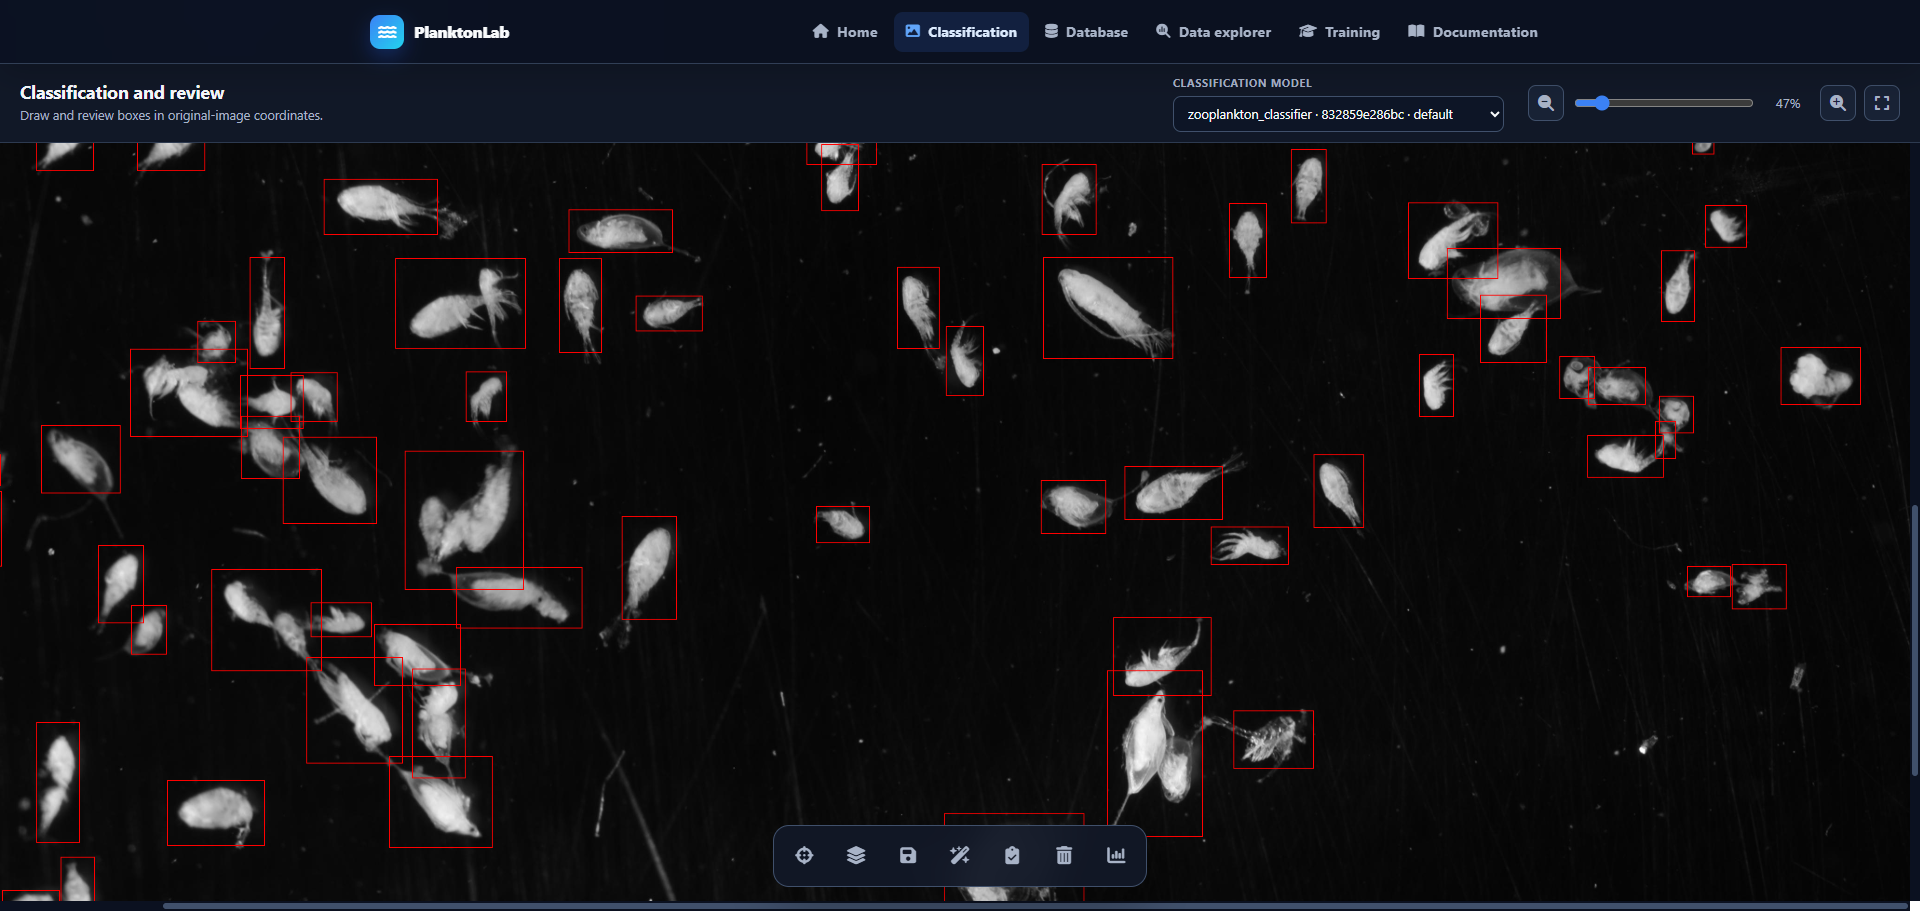 PlanktonLab
Home
Classification
Database
Data explorer
Training
Documentation
Classification and review
Draw and review boxes in original-image coordinates.
CLASSIFICATION MODEL
zooplankton_classifier · 832859e286bc · default
47%